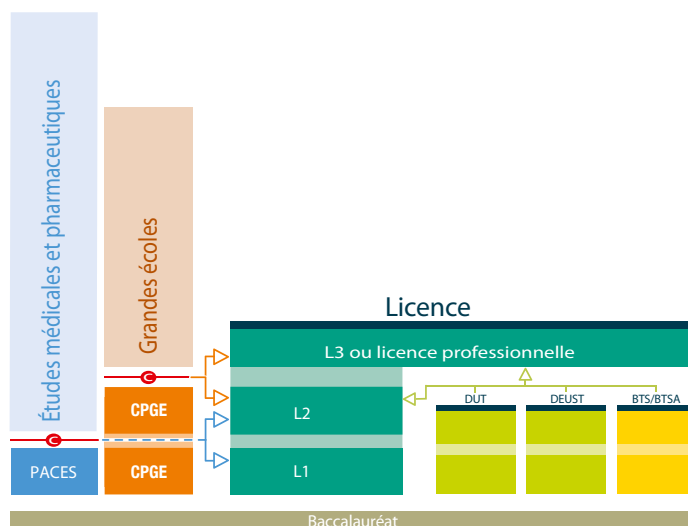 Études médicales et pharmaceutiques
Grandes écoles
Licence
L3 ou licence professionnelle
C
CPGE
L2
DUT
DEUST
BTS/BTSA
C
PACES
CPGE
L1
Baccalauréat